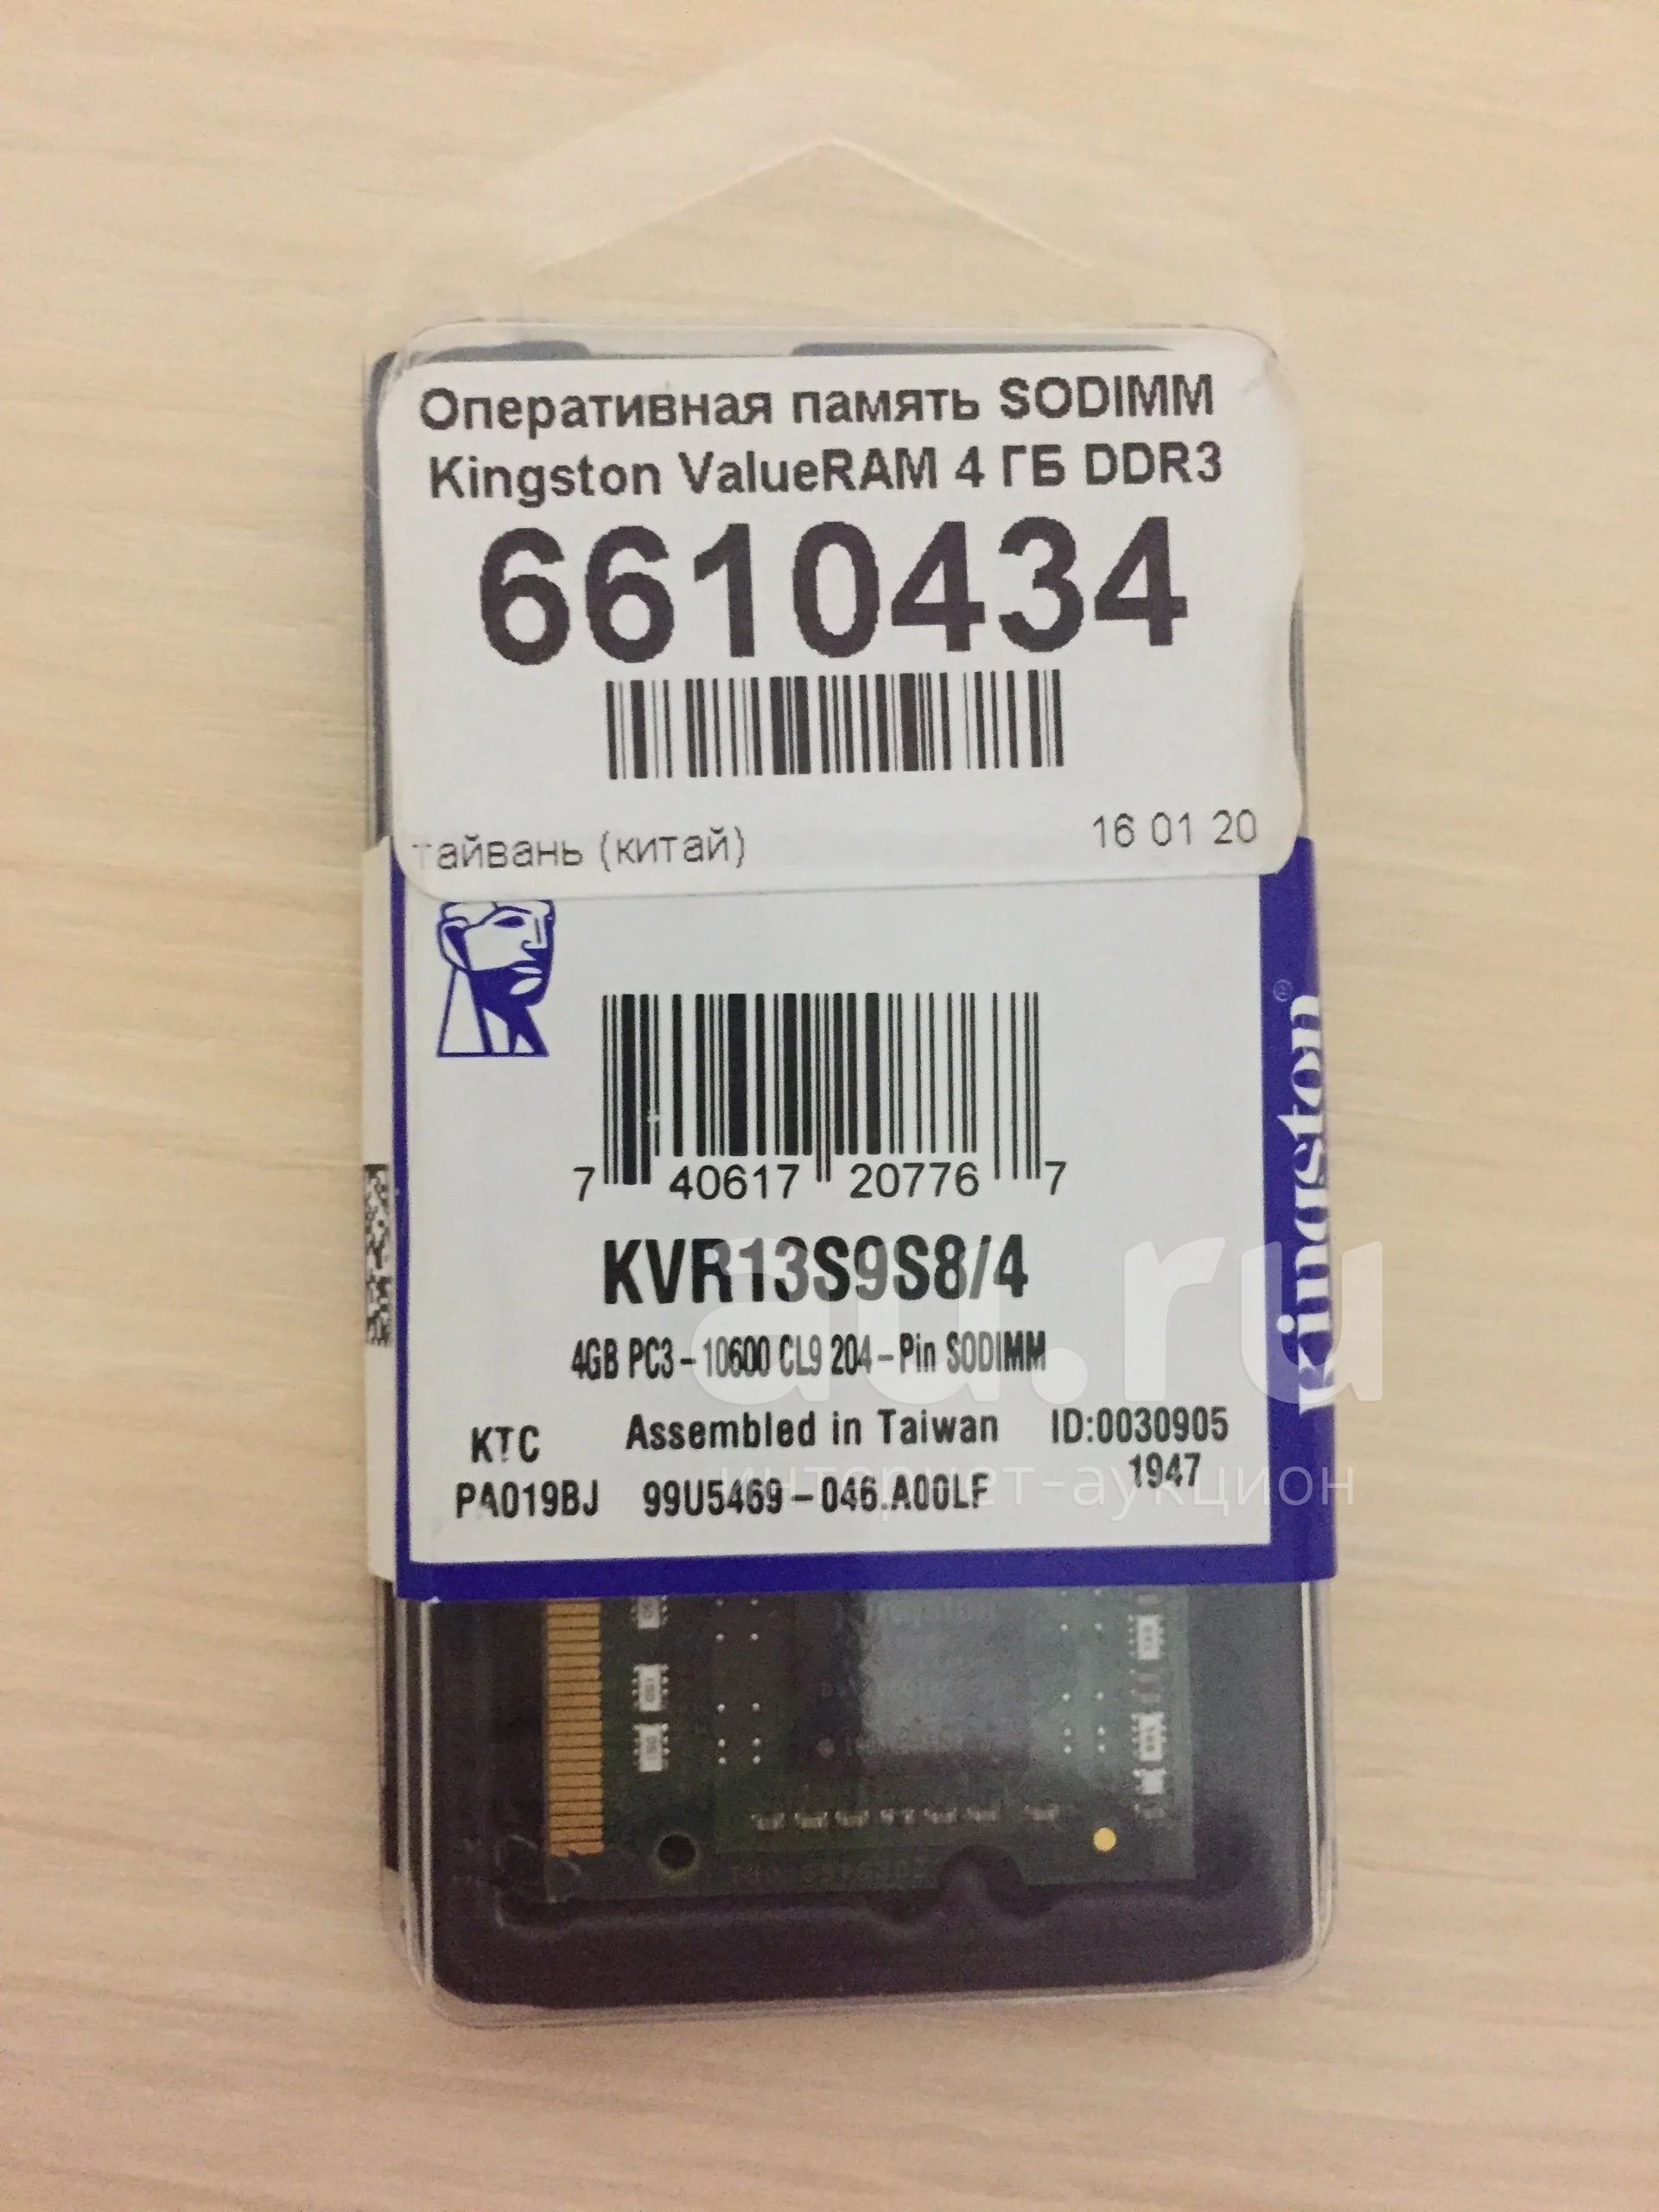 Оперативная память SODIMM
Kingston ValueRAM 4 ГБ DDR3
6610434
тайвань (китай) 16 01 20
Kingston®
7 40617 20776 7
KVR13S9S8/4
4GB PC3-10600 CL9 204-Pin SODIMM
KTC Assembled in Taiwan ID:0030905
PA019BJ 99U5469-046.A00LF 1947
au.ru
интернет-аукцион